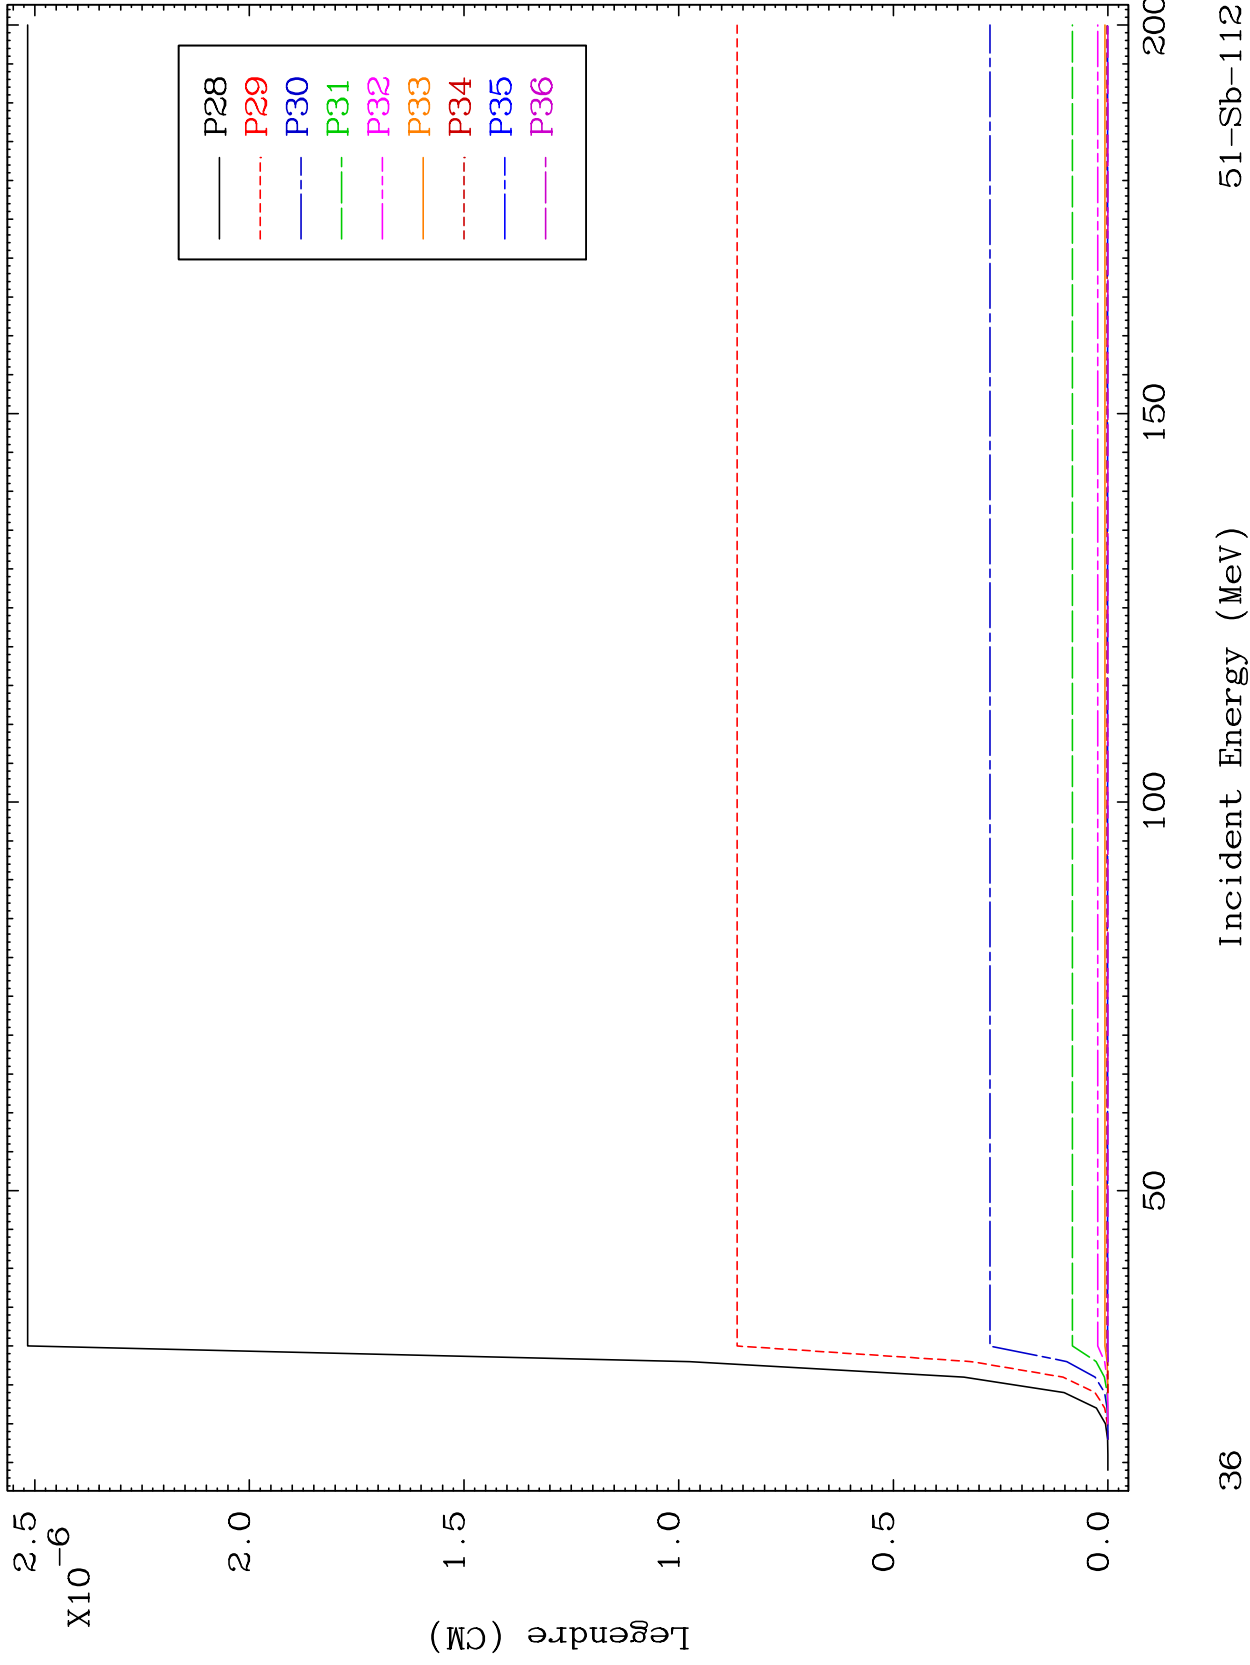 2.5
X10-6
2.0
1.5
1.0
0.5
0.0
Legendre (CM)
P28
P29
P30
P31
P32
P33
P34
P35
P36
50
100
150
200
Incident Energy (MeV)
36
51-Sb-112